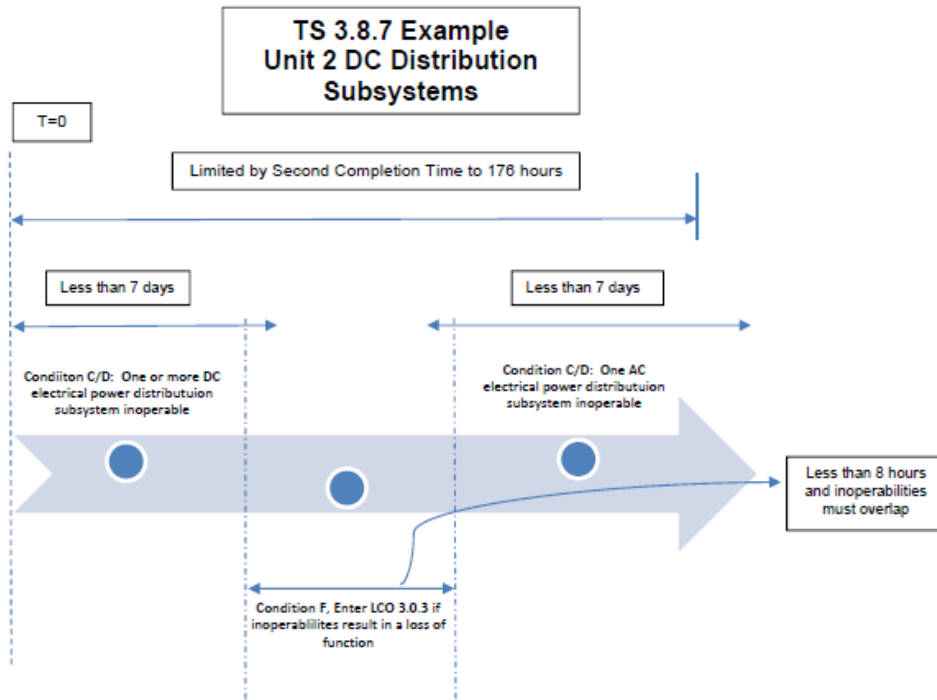 TS 3.8.7 Example
Unit 2 DC Distribution
Subsystems
T=0
Limited by Second Completion Time to 176 hours
Less than 7 days
Less than 7 days
Condiiton C/D: One or more DC
electrical power distributuion
subsystem inoperable
Condition C/D: One AC
electrical power distributuion
subsystem inoperable
Less than 8 hours
and inoperabilities
must overlap
Condition F, Enter LCO 3.0.3 if
inoperablilites result in a loss of
function